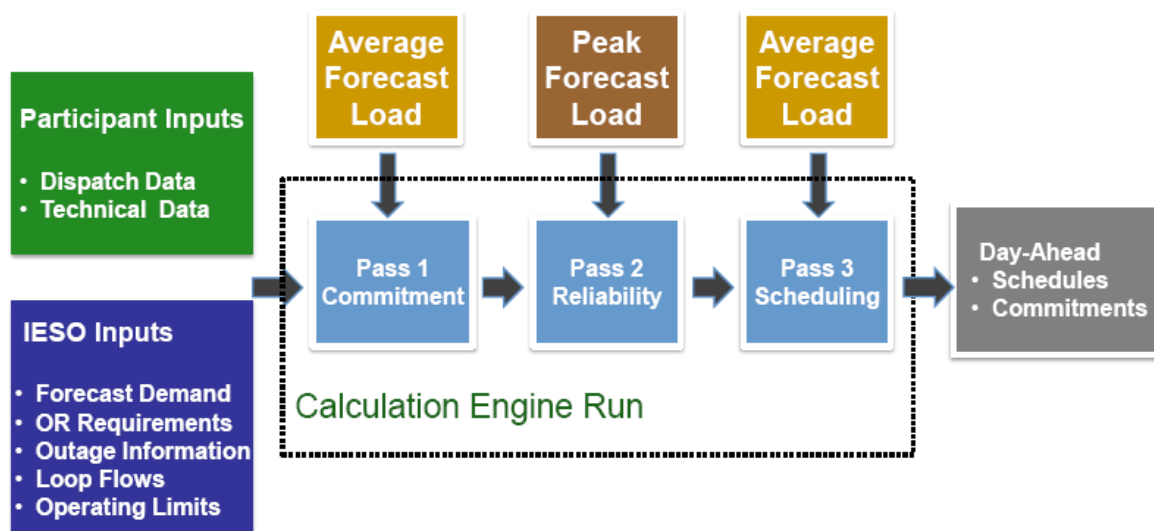 Average
Forecast
Load
Peak
Forecast
Load
Average
Forecast
Load
Participant Inputs
• Dispatch Data
• Technical Data
Pass 1
Commitment
Pass 2
Reliability
Pass 3
Scheduling
Day-Ahead
• Schedules
• Commitments
IESO Inputs
• Forecast Demand
• OR Requirements
• Outage Information
• Loop Flows
• Operating Limits
Calculation Engine Run